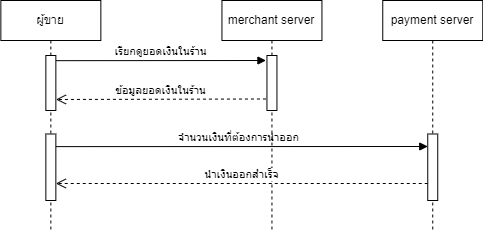 ผู้ขาย
merchant server
payment server
เรียกดูยอดเงินในร้าน
ข้อมูลยอดเงินในร้าน
จำนวนเงินที่ต้องการนำออก
นำเงินออกสำเร็จ